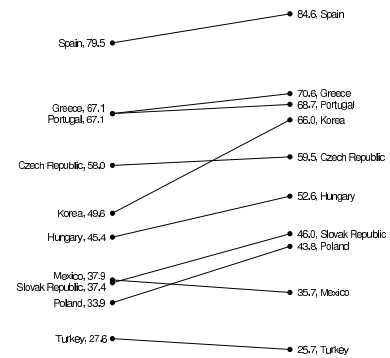 84.6, Spain
Spain, 79.5
70.6, Greece
Greece, 67.1
68.7, Portugal
Portugal, 67.1
66.0, Korea
Czech Republic, 58.0
59.5, Czech Republic
52.6, Hungary
Korea, 49.6
Hungary, 45.4
46.0, Slovak Republic
43.8, Poland
Mexico, 37.9
Slovak Republic, 37.4
35.7, Mexico
Poland, 33.9
Turkey, 27.6
25.7, Turkey